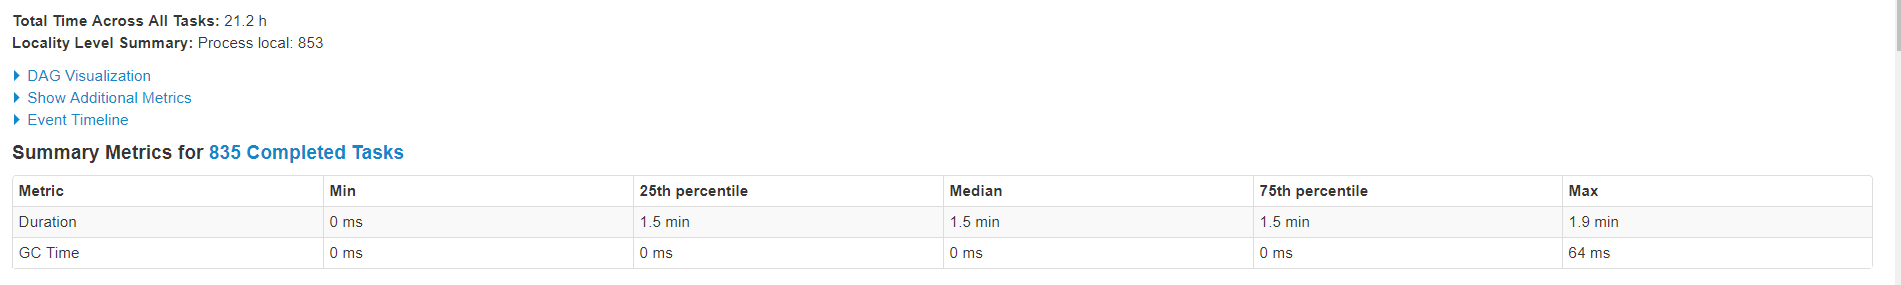 Total Time Across All Tasks: 21.2 h
Locality Level Summary: Process local: 853
DAG Visualization
Show Additional Metrics
Event Timeline
Summary Metrics for 835 Completed Tasks
Metric Min 25th percentile Median 75th percentile Max
Duration 0 ms 1.5 min 1.5 min 1.5 min 1.9 min
GC Time 0 ms 0 ms 0 ms 0 ms 64 ms